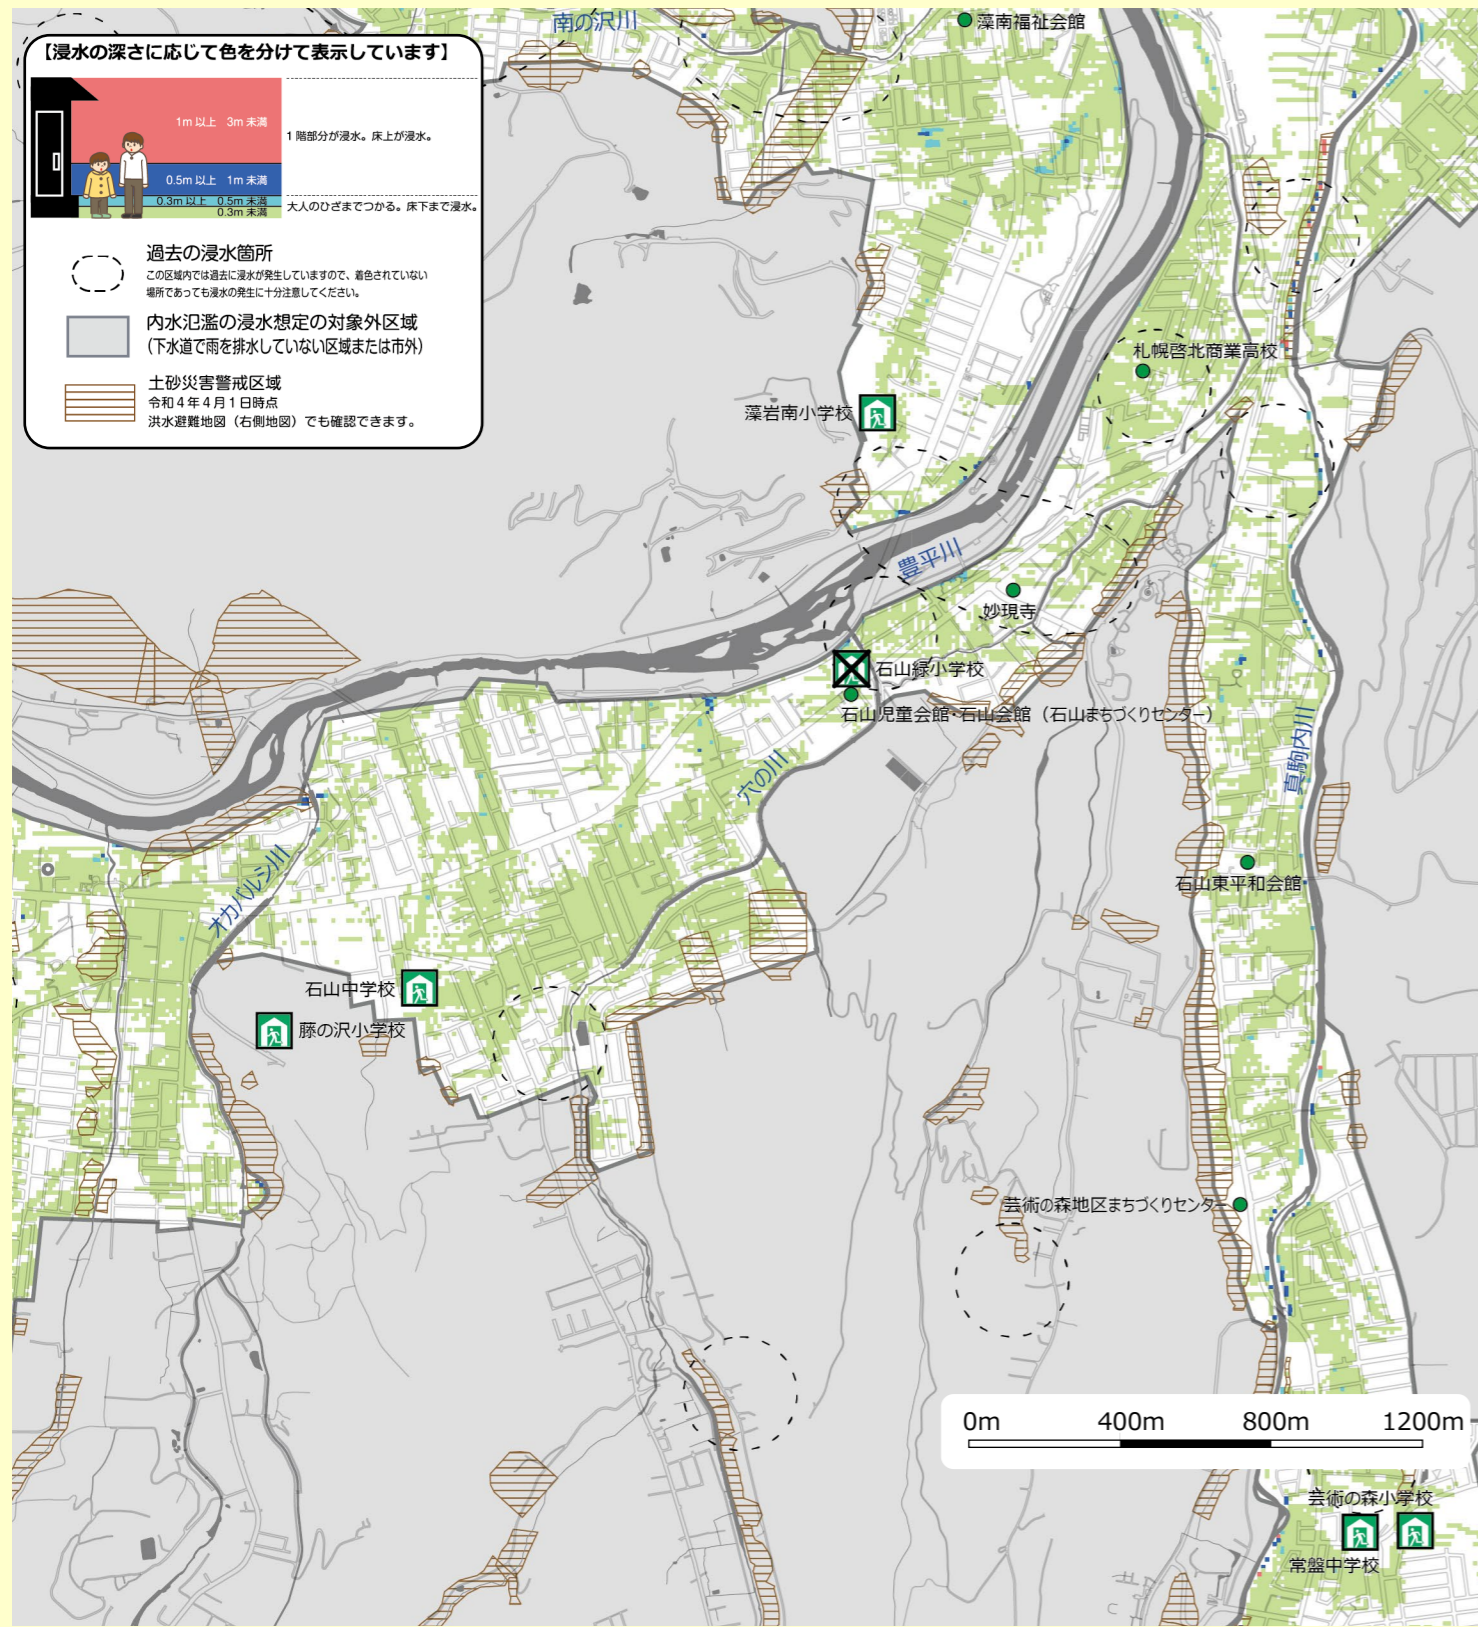 【浸水の深さに応じて色を分けて表示しています】
1m 以上 3m 未満
1 階部分が浸水。床上が浸水。
0.5m 以上 1m 未満
0.3m 以上 0.5m 未満
0.3m 未満
大人のひざまでつかる。床下まで浸水。
過去の浸水箇所
この区域内では過去に浸水が発生していますので、着色されていない
場所であっても浸水の発生に十分注意してください。
内水氾濫の浸水想定の対象外区域
(下水道で雨を排水していない区域または市外)
土砂災害警戒区域
令和4年4月1日時点
洪水避難地図（右側地図）でも確認できます。
南の沢川
藻南福祉会館
札幌啓北商業高校
藻岩南小学校
豊平川
妙現寺
石山緑小学校
石山児童会館・石山会館（石山まちづくりセンター）
穴の川
真駒内川
オカバルシ川
石山東平和会館
石山中学校
藤の沢小学校
芸術の森地区まちづくりセンター
0m 400m 800m 1200m
芸術の森小学校
常盤中学校